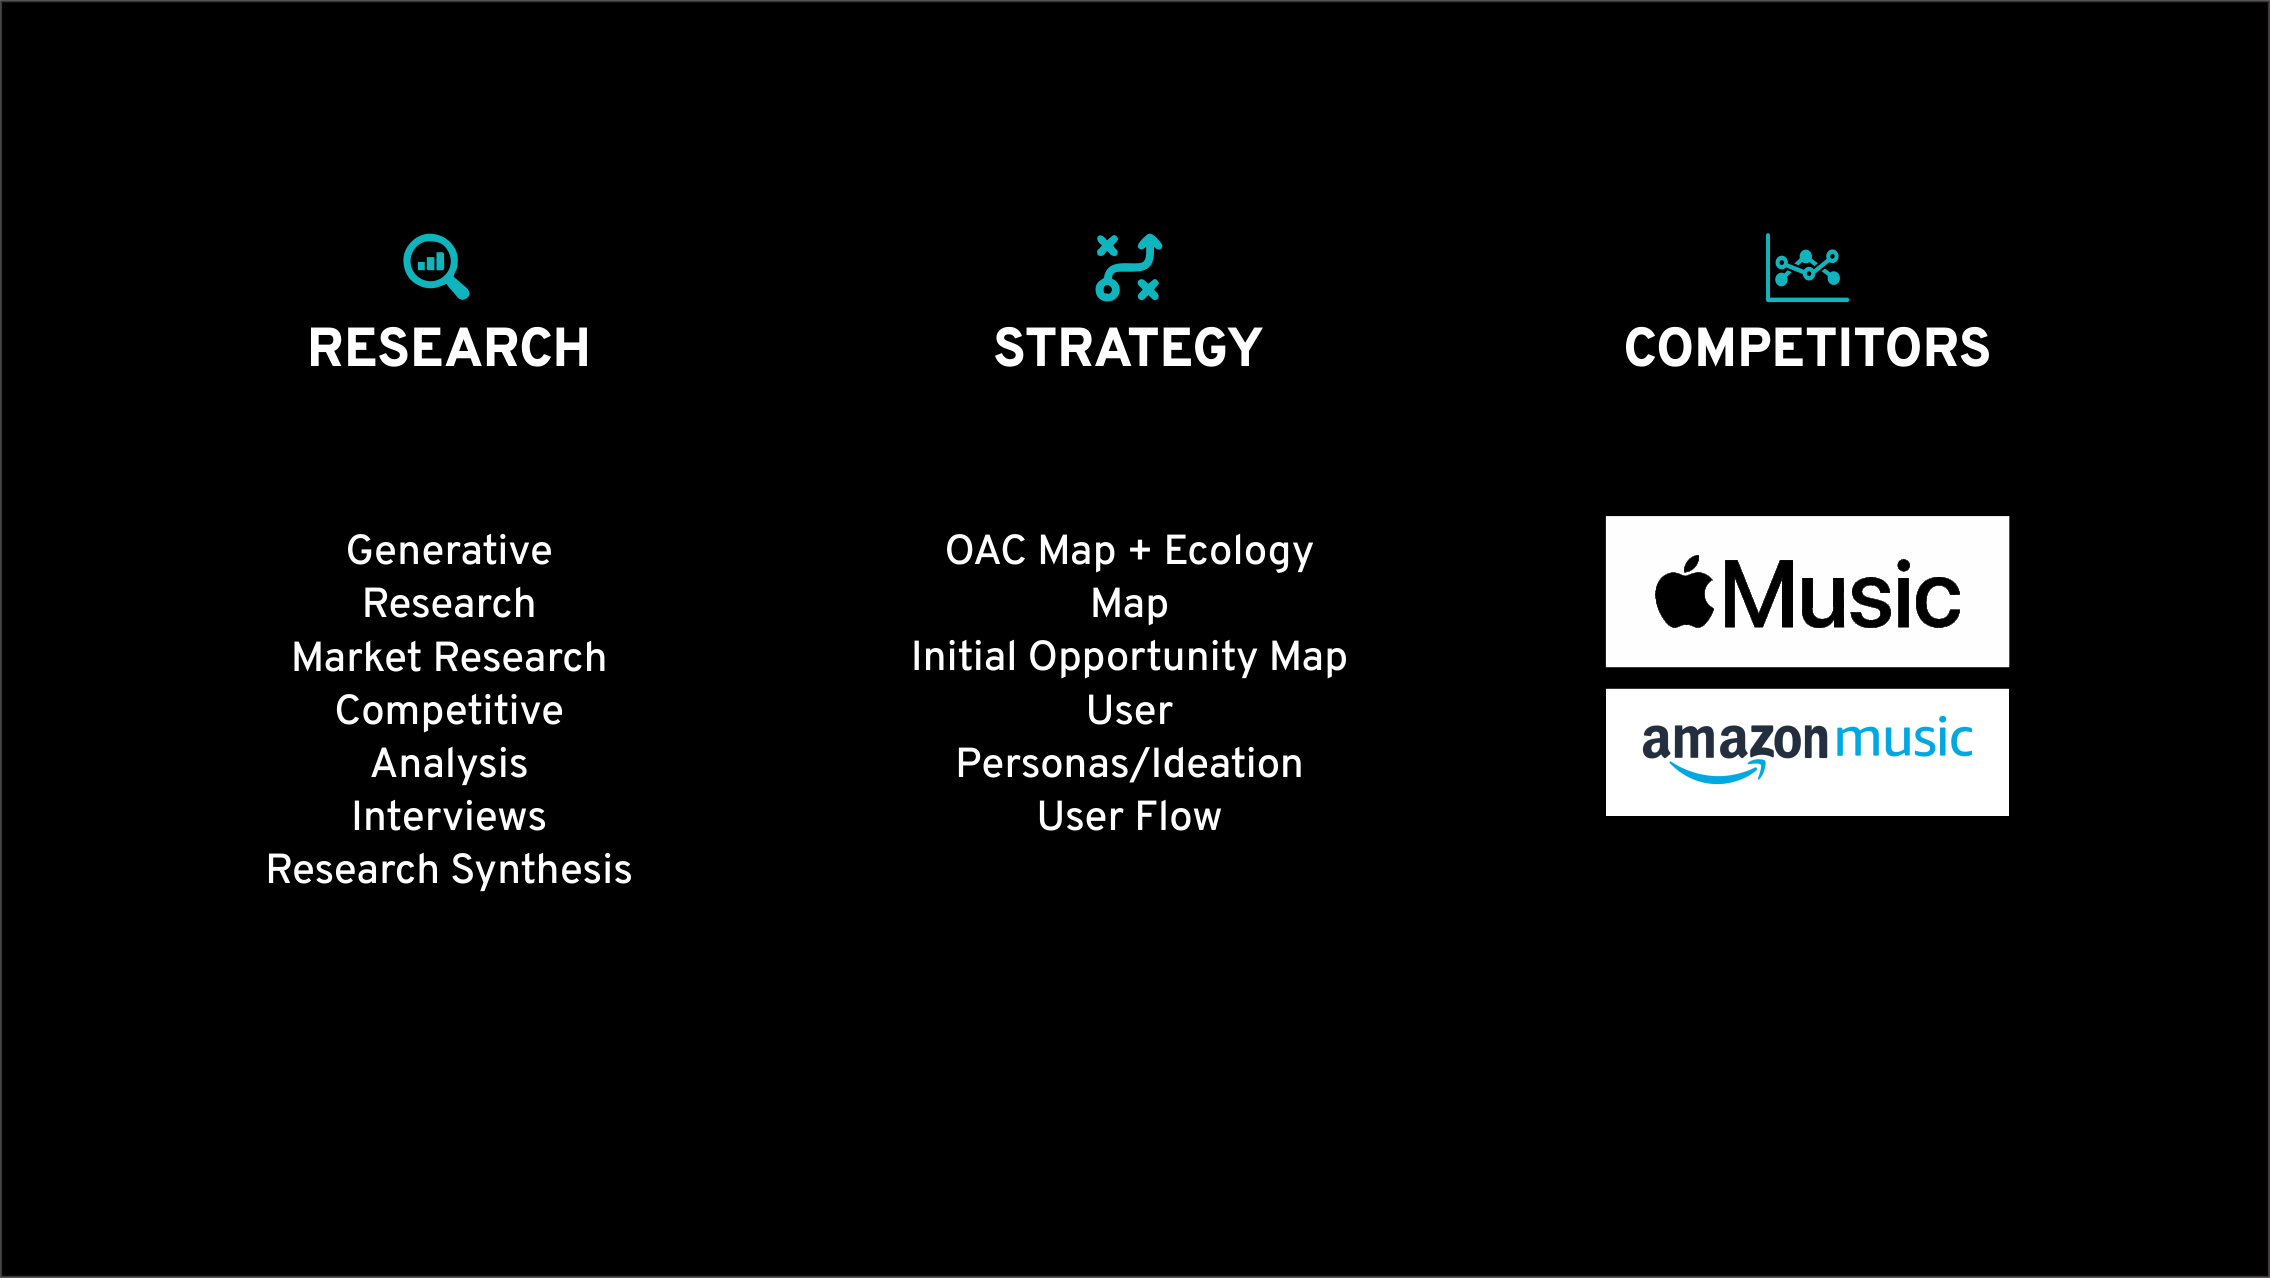 RESEARCH
Generative
Research
Market Research
Competitive
Analysis
Interviews
Research Synthesis
STRATEGY
OAC Map + Ecology
Map
Initial Opportunity Map
User
Personas/Ideation
User Flow
COMPETITORS
Music
amazon music